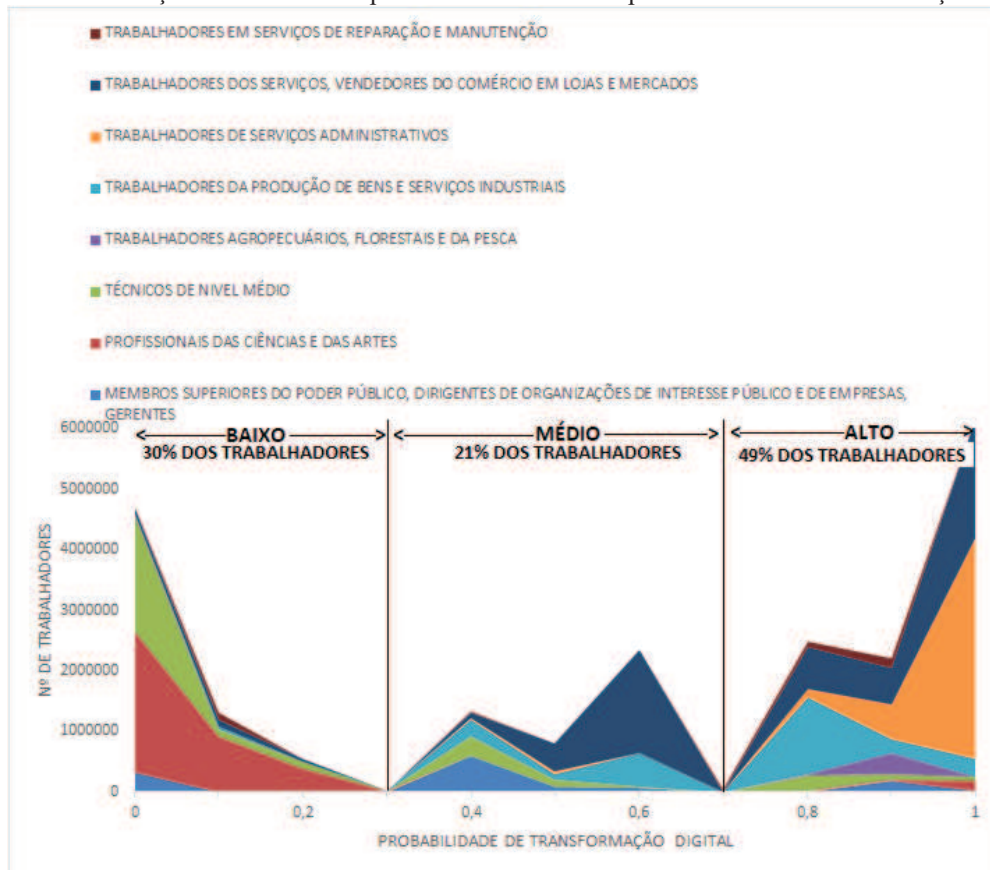 TRABALHADORES EM SERVIÇOS DE REPARAÇÃO E MANUTENÇÃO
TRABALHADORES DOS SERVIÇOS, VENDEDORES DO COMÉRCIO EM LOJAS E MERCADOS
TRABALHADORES DE SERVIÇOS ADMINISTRATIVOS
TRABALHADORES DA PRODUÇÃO DE BENS E SERVIÇOS INDUSTRIAIS
TRABALHADORES AGROPECUÁRIOS, FLORESTAIS E DA PESCA
TÉCNICOS DE NIVEL MÉDIO
PROFISSIONAIS DAS CIÊNCIAS E DAS ARTES
MEMBROS SUPERIORES DO PODER PÚBLICO, DIRIGENTES DE ORGANIZAÇÕES DE INTERESSE PÚBLICO E DE EMPRESAS,
GERENTES
BAIXO
30% DOS TRABALHADORES
MÉDIO
21% DOS TRABALHADORES
ALTO
49% DOS TRABALHADORES
Nº DE TRABALHADORES
6000000
5000000
4000000
3000000
2000000
1000000
0
0 0,2 0,4 0,6 0,8 1
PROBABILIDADE DE TRANSFORMAÇÃO DIGITAL